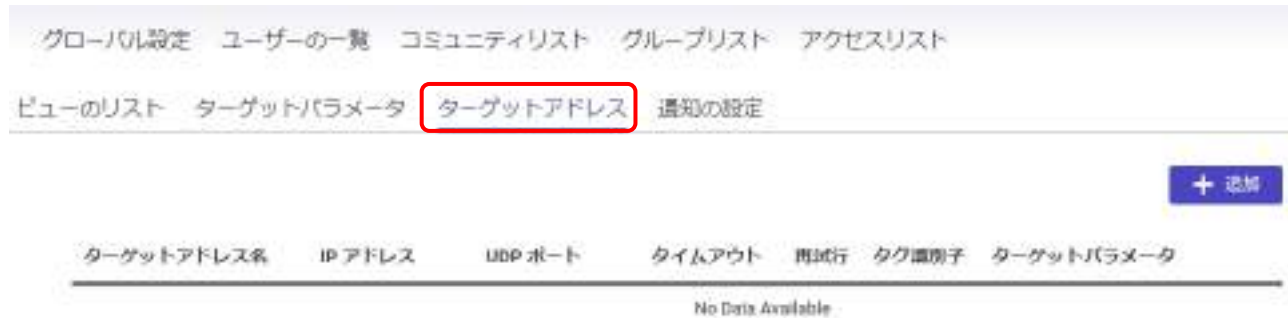 グローバル設定 ユーザーの一覧 コミュニティリスト グループリスト アクセスリスト
ビューのリスト ターゲットパラメータ ターゲットアドレス 通知の設定
+ 追加
ターゲットアドレス名 IP アドレス UDP ポート タイムアウト 再試行 タグ識別子 ターゲットパラメータ
No Data Available